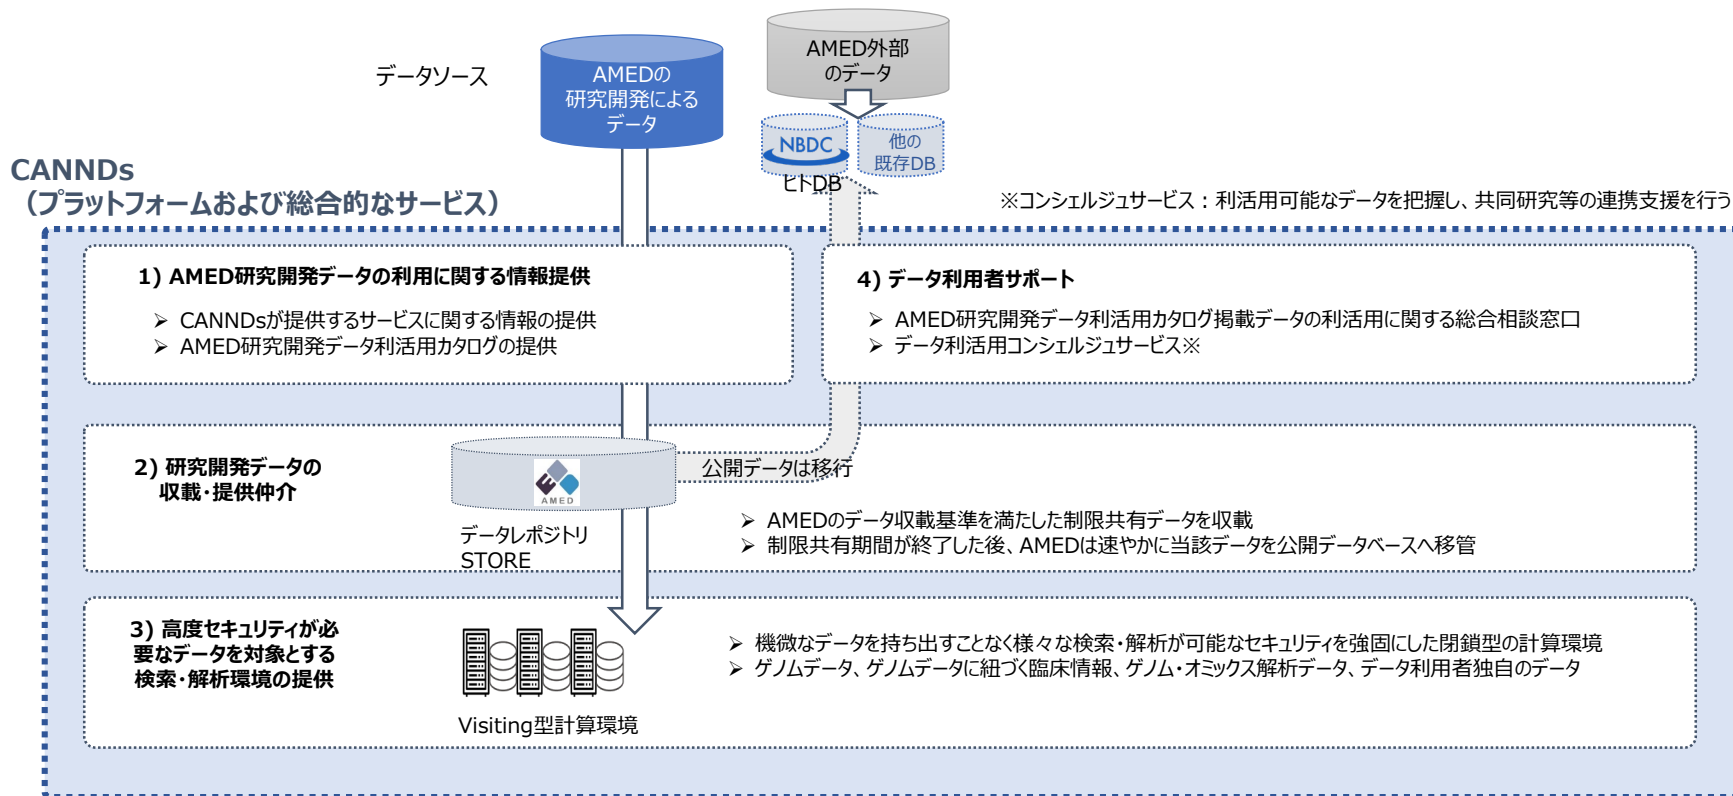 データソース
AMEDの
研究開発による
データ
AMED外部
のデータ
NBDC
ヒトDB
他の
既存DB
CANNDs
（プラットフォームおよび総合的なサービス）
※コンシェルジュサービス：利活用可能なデータを把握し、共同研究等の連携支援を行う
1) AMED研究開発データの利用に関する情報提供
➢ CANNDsが提供するサービスに関する情報の提供
➢ AMED研究開発データ利活用カタログの提供
4) データ利用者サポート
➢ AMED研究開発データ利活用カタログ掲載データの利活用に関する総合相談窓口
➢ データ利活用コンシェルジュサービス※
2) 研究開発データの
収載・提供仲介
AMED
データレポジトリ
STORE
公開データは移行
➢ AMEDのデータ収載基準を満たした制限共有データを収載
➢ 制限共有期間が終了した後、AMEDは速やかに当該データを公開データベースへ移管
3) 高度セキュリティが必
要なデータを対象とする
検索・解析環境の提供
Visiting型計算環境
➢ 機微なデータを持ち出すことなく様々な検索・解析が可能なセキュリティを強固にした閉鎖型の計算環境
➢ ゲノムデータ、ゲノムデータに紐づく臨床情報、ゲノム・オミックス解析データ、データ利用者独自のデータ